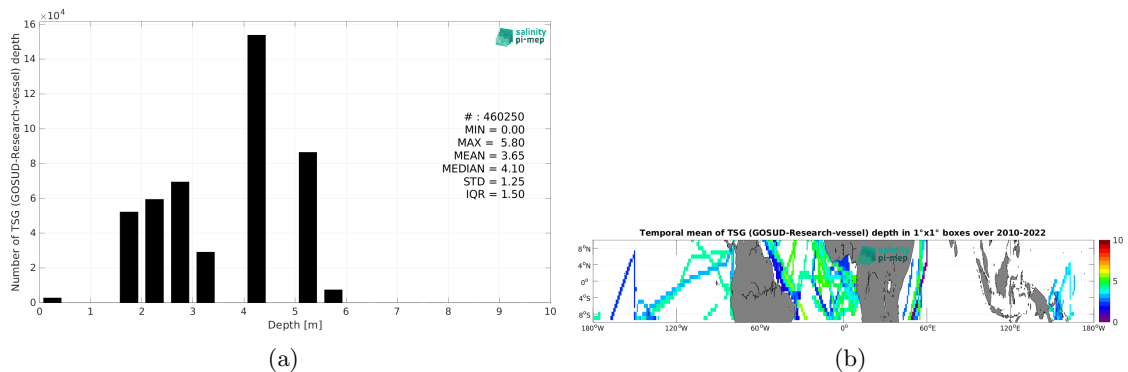 ×10⁴
16
14
12
10
8
6
4
2
0
Number of TSG (GOSUD-Research-vessel) depth
salinity
pi-mep
# : 460250
MIN = 0.00
MAX = 5.80
MEAN = 3.65
MEDIAN = 4.10
STD = 1.25
IQR = 1.50
0 1 2 3 4 5 6 7 8 9 10
Depth [m]
(a)
Temporal mean of TSG (GOSUD-Research-vessel) depth in 1°x1° boxes over 2010-2022
salinity
pi-mep
8°N
4°N
0°
4°S
8°S
180°W 120°W 60°W 0° 60°E 120°E 180°W
10
5
0
(b)